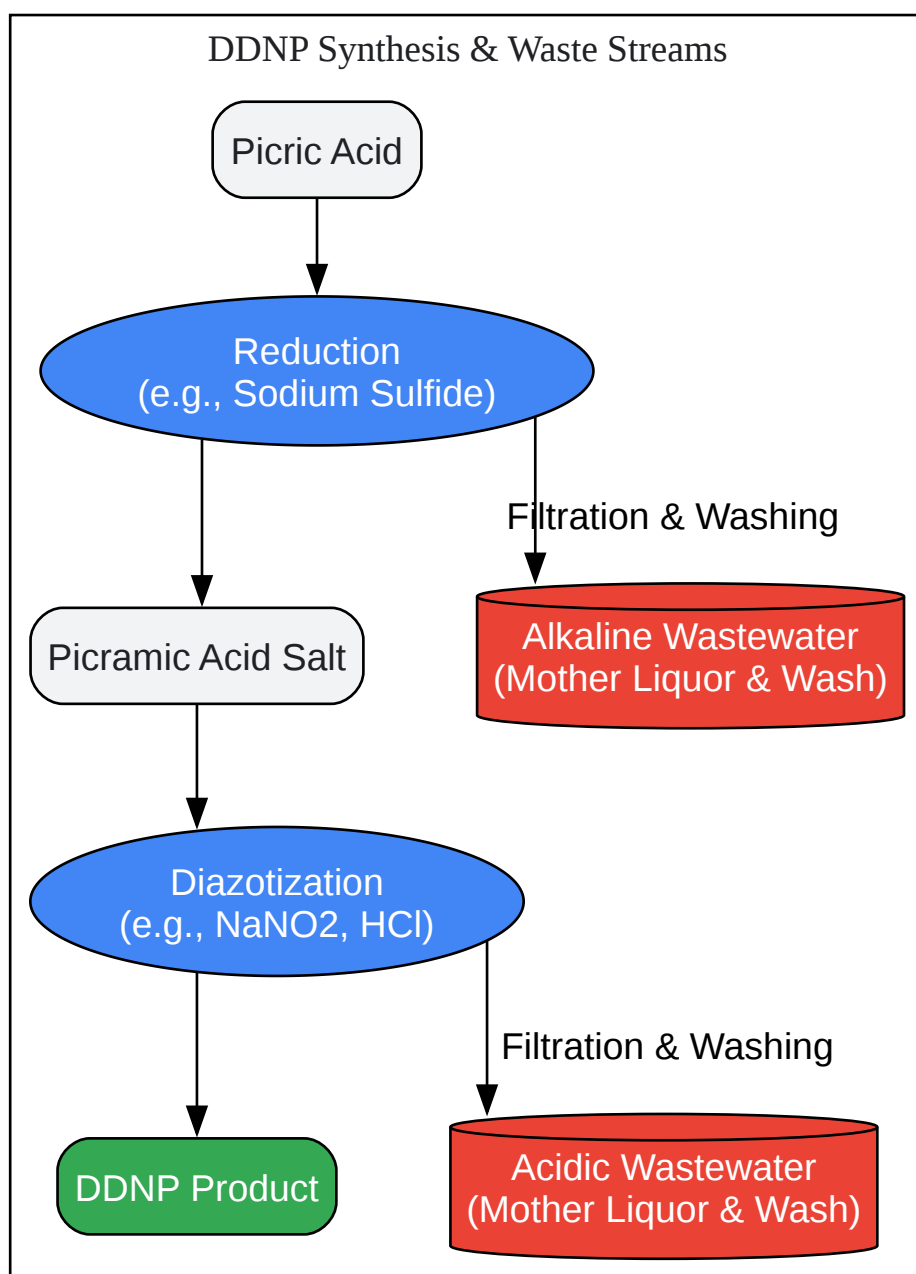 DDNP Synthesis & Waste Streams
Picric Acid
Reduction
(e.g., Sodium Sulfide)
Filtration & Washing
Alkaline Wastewater
(Mother Liquor & Wash)
Picramic Acid Salt
Diazotization
(e.g., NaNO2, HCl)
Filtration & Washing
Acidic Wastewater
(Mother Liquor & Wash)
DDNP Product